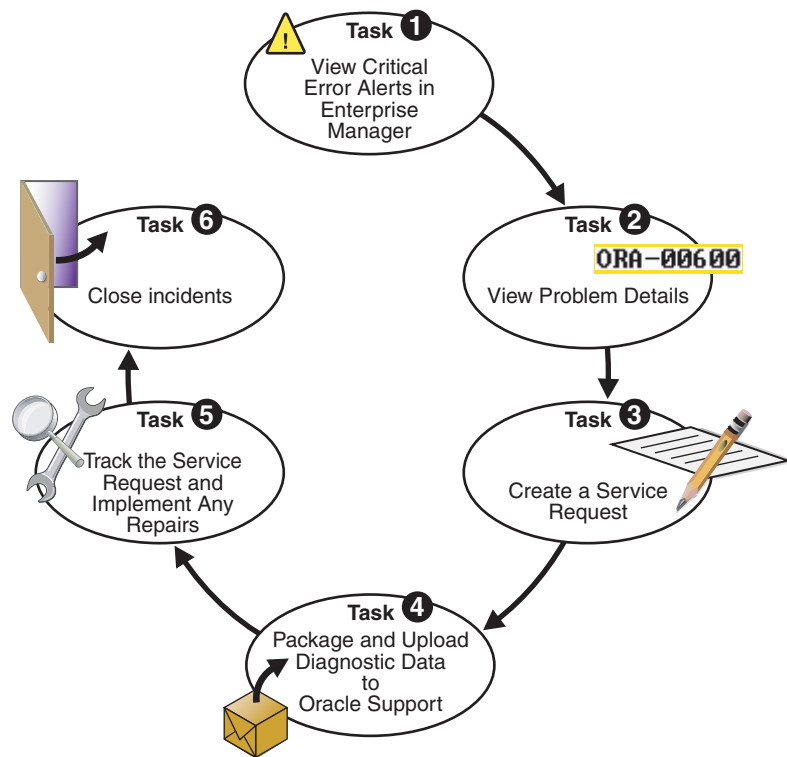 Task 1
!
View Critical
Error Alerts in
Enterprise
Manager
Task 2
ORA-00600
View Problem Details
Task 3
Create a Service
Request
Task 4
Package and Upload
Diagnostic Data
to
Oracle Support
Task 5
Track the Service
Request and
Implement Any
Repairs
Task 6
Close incidents